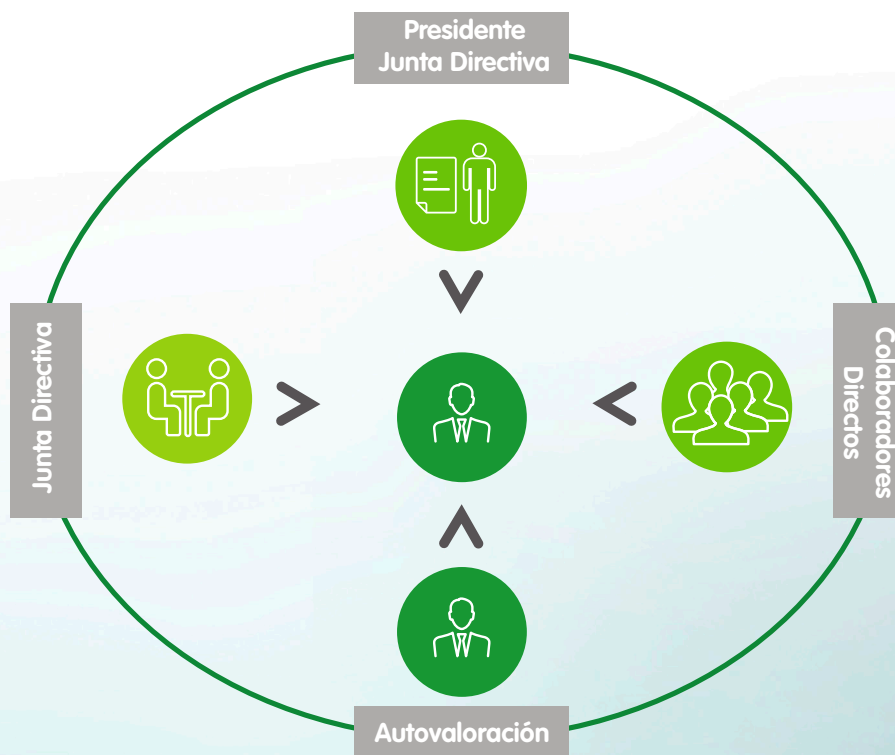 Presidente
Junta Directiva
Junta Directiva
Colaboradores
Directos
Autovaloración